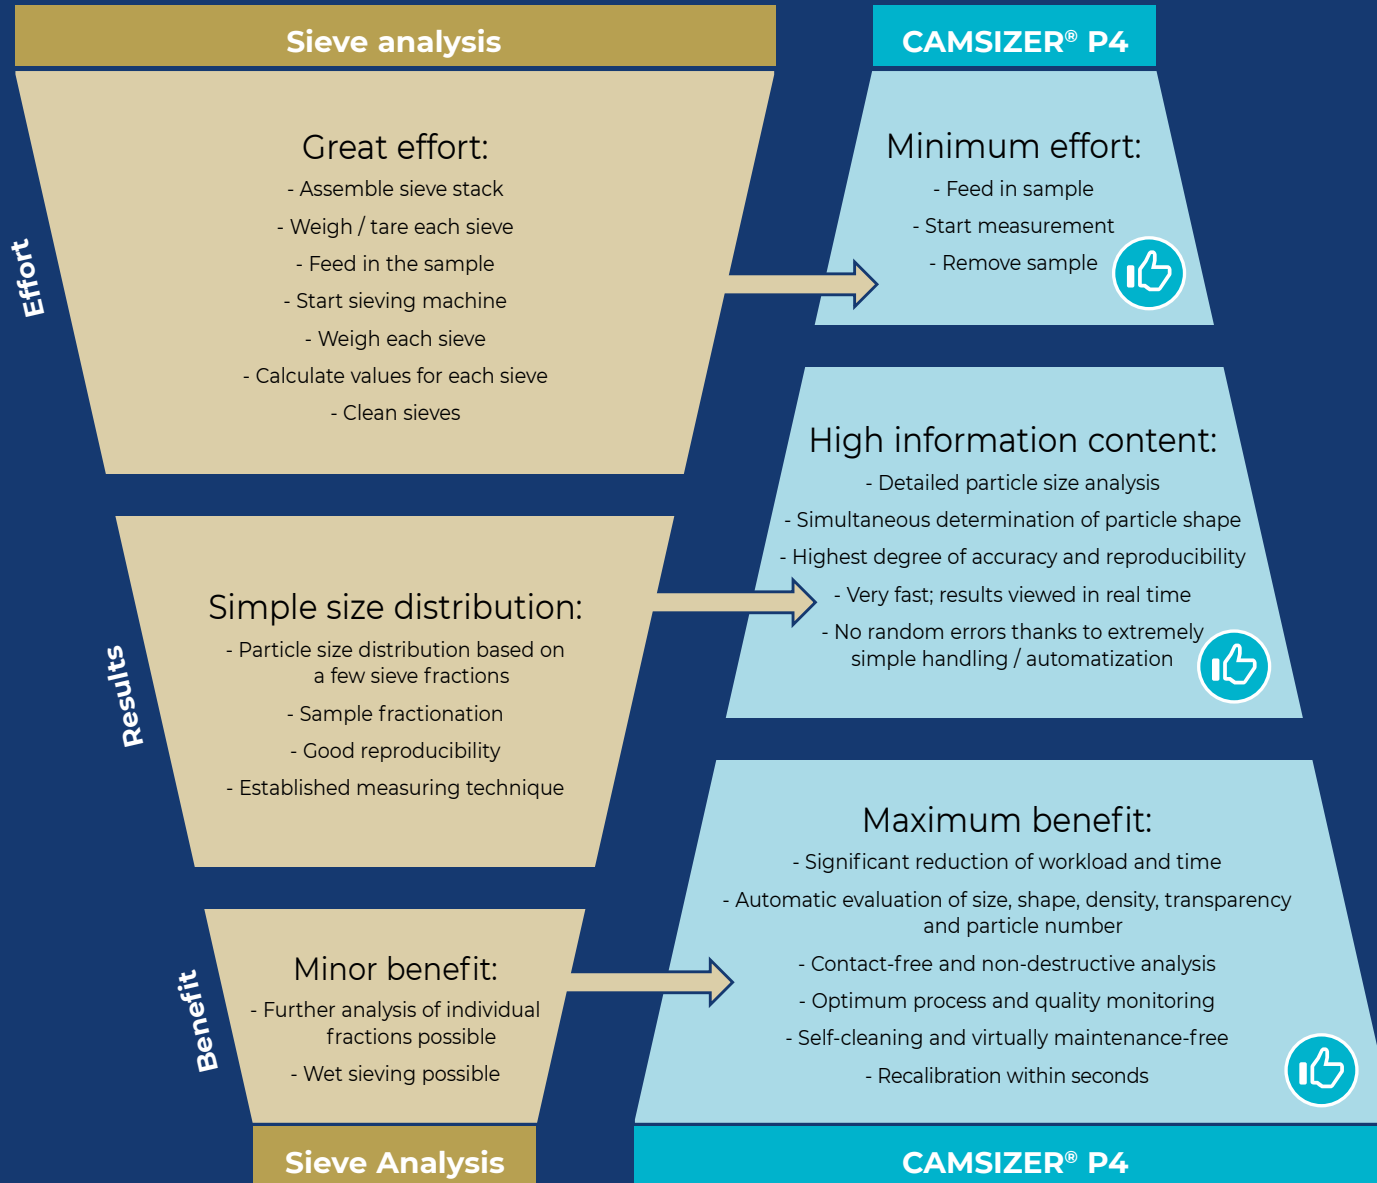 Sieve analysis
CAMSIZER® P4
Effort
Great effort:
- Assemble sieve stack
- Weigh / tare each sieve
- Feed in the sample
- Start sieving machine
- Weigh each sieve
- Calculate values for each sieve
- Clean sieves
Minimum effort:
- Feed in sample
- Start measurement
- Remove sample
Results
Simple size distribution:
- Particle size distribution based on
a few sieve fractions
- Sample fractionation
- Good reproducibility
- Established measuring technique
High information content:
- Detailed particle size analysis
- Simultaneous determination of particle shape
- Highest degree of accuracy and reproducibility
- Very fast; results viewed in real time
- No random errors thanks to extremely
simple handling / automatization
Benefit
Minor benefit:
- Further analysis of individual
fractions possible
- Wet sieving possible
Maximum benefit:
- Significant reduction of workload and time
- Automatic evaluation of size, shape, density, transparency
and particle number
- Contact-free and non-destructive analysis
- Optimum process and quality monitoring
- Self-cleaning and virtually maintenance-free
- Recalibration within seconds
Sieve Analysis
CAMSIZER® P4